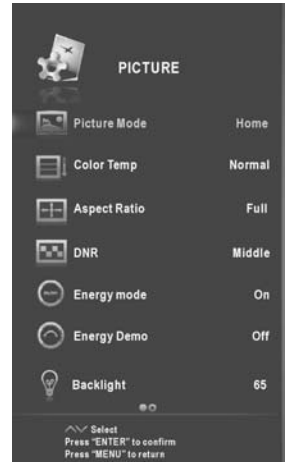 PICTURE
Picture Mode Home
Color Temp Normal
Aspect Ratio Full
DNR Middle
Energy mode On
Energy Demo Off
Backlight 65
Select
Press “ENTER” to confirm
Press “MENU” to return